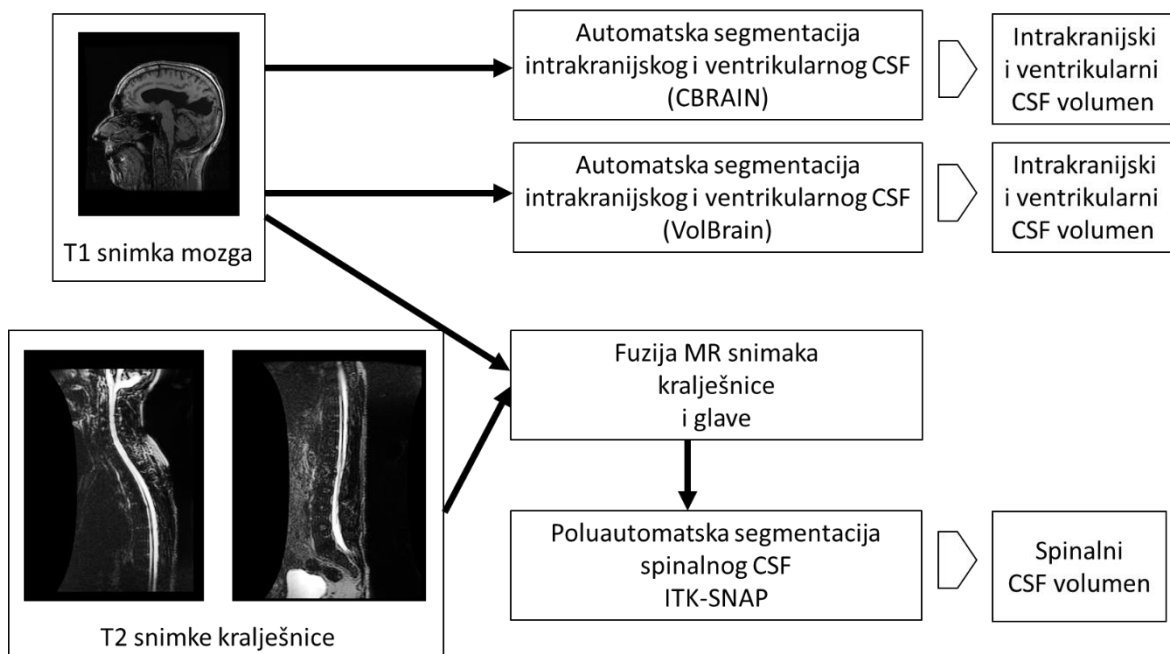 T1 snimka mozga
Automatska segmentacija
intrakranijskog i ventrikularnog CSF
(CBRAIN)
Intrakranijski
i ventrikularni
CSF volumen
Automatska segmentacija
intrakranijskog i ventrikularnog CSF
(VolBrain)
Intrakranijski
i ventrikularni
CSF volumen
T2 snimke kralješnice
Fuzija MR snimaka
kralješnice
i glave
Poluautomatska segmentacija
spinalnog CSF
ITK-SNAP
Spinalni
CSF volumen